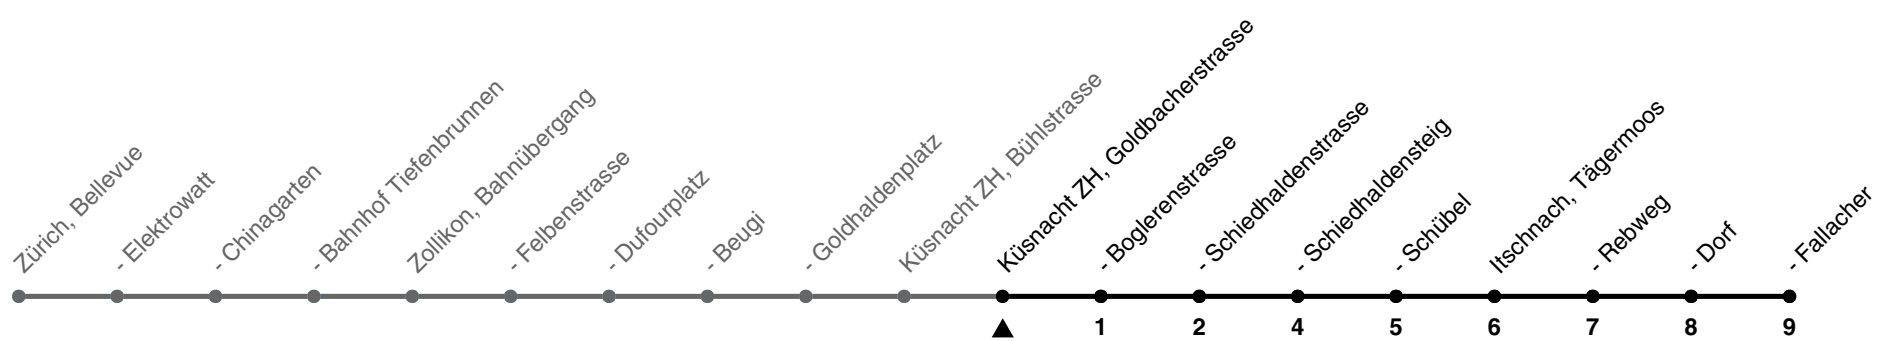 Zürich, Bellevue
- Elektrowatt
- Chinagarten
- Bahnhof Tiefenbrunnen
Zollikon, Bahnübergang
- Felbenstrasse
- Dufourplatz
- Beugi
- Goldhaldenplatz
Küsnacht ZH, Bühlstrasse
Küsnacht ZH, Goldbacherstrasse
- Boglerenstrasse
- Schiedhaldenstrasse
- Schiedhaldensteig
- Schübel
Itschnach, Tägermoos
- Rebweg
- Dorf
- Fallacher
1 2 4 5 6 7 8 9